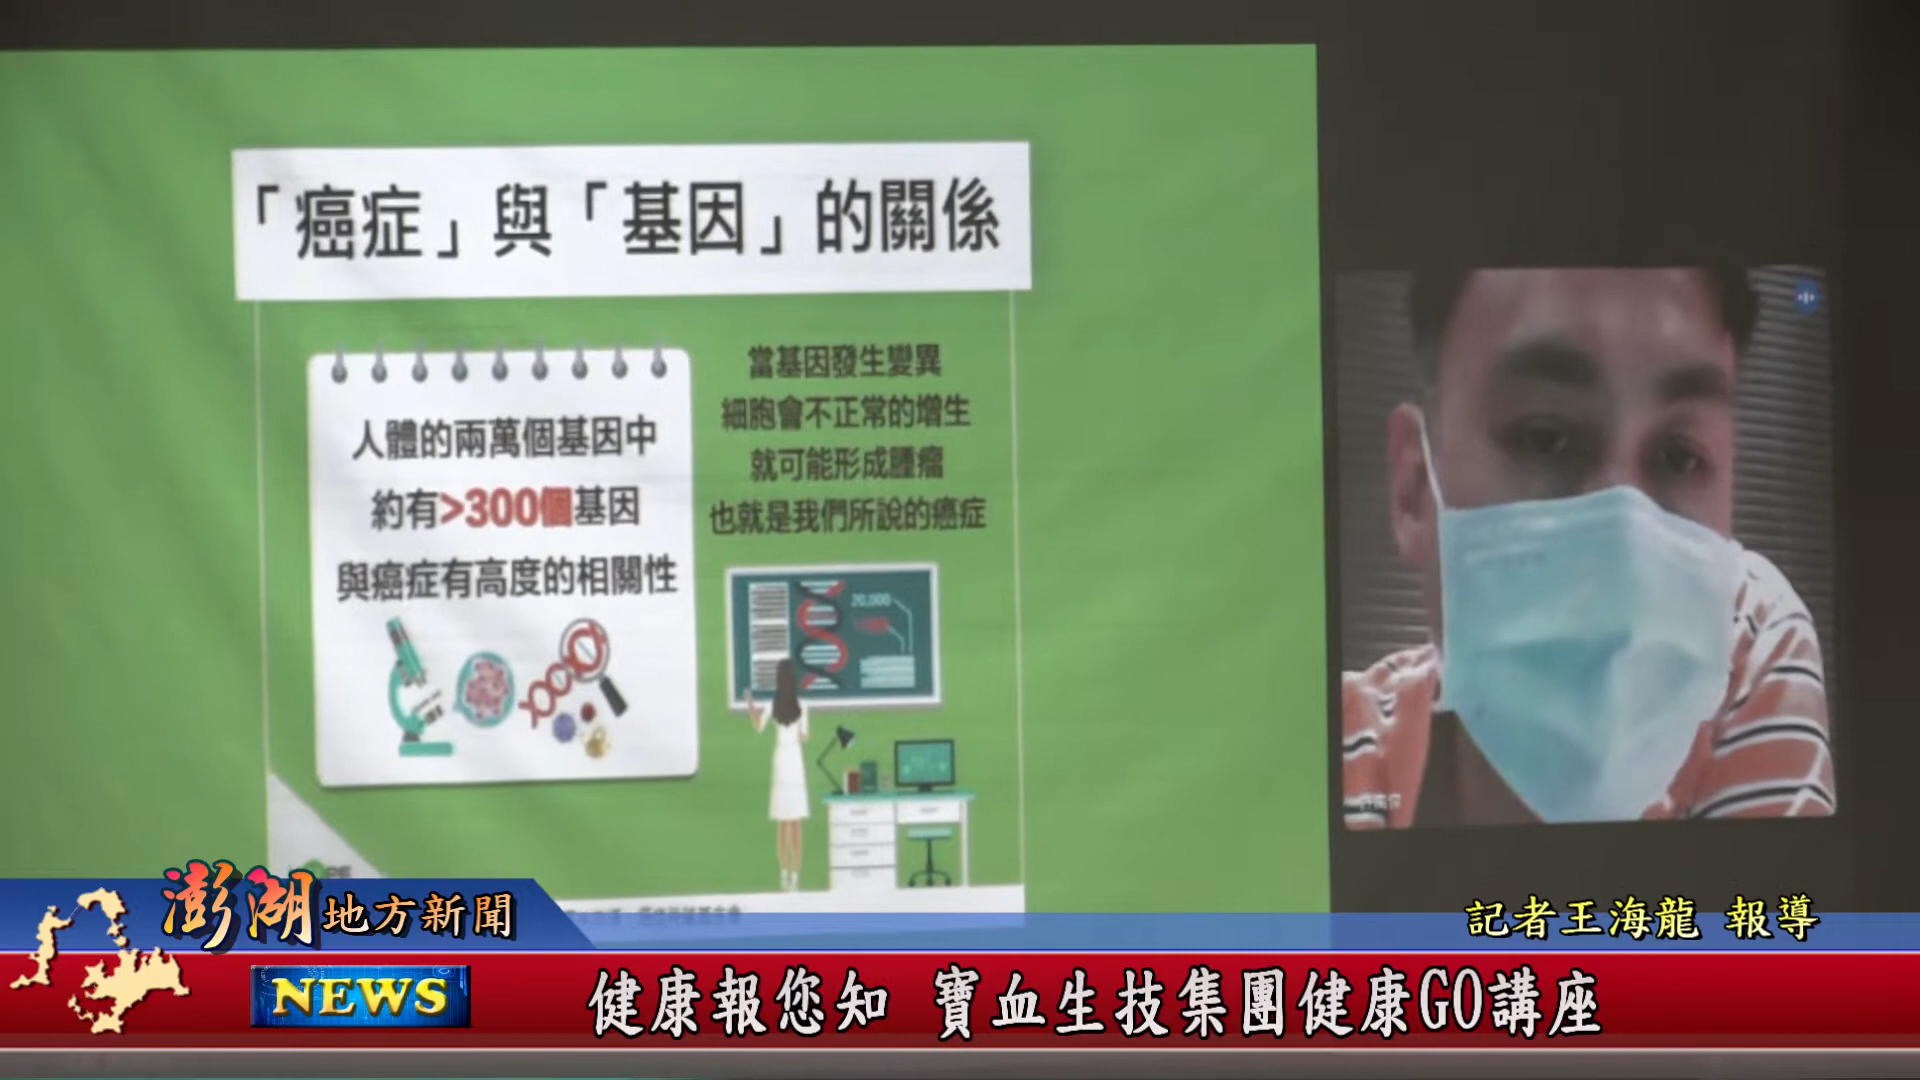 「癌症」與「基因」的關係
人體的兩萬個基因中
約有>300個基因
與癌症有高度的相關性
當基因發生變異
細胞會不正常的增生
就可能形成腫瘤
也就是我們所說的癌症
20,000
澎湖地方新聞
記者王海龍 報導
NEWS
健康報您知 寶血生技集團健康GO講座